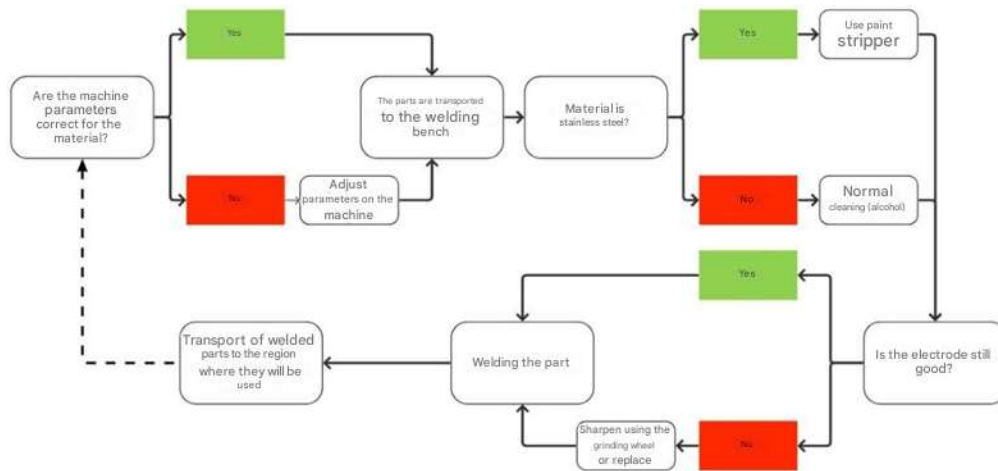 Yes
Yes
Use paint
stripper
Are the machine
parameters
correct for the
material?
The parts are transported
to the welding
bench
Material is
stainless steel?
No
Adjust
parameters on the
machine
No
Normal
cleaning (alcohol)
Yes
Transport of welded
parts to the region
where they will be
used
Welding the part
Is the electrode still
good?
Sharpen using the
grinding wheel
or replace
No